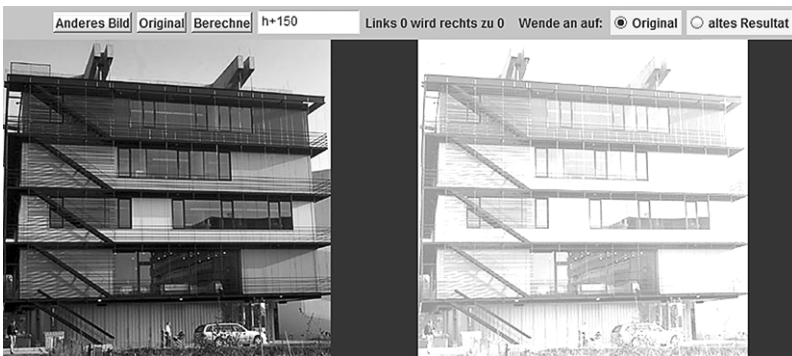 Anderes Bild Original Berechne h+150 Links 0 wird rechts zu 0 Wende an auf: Original altes Resultat